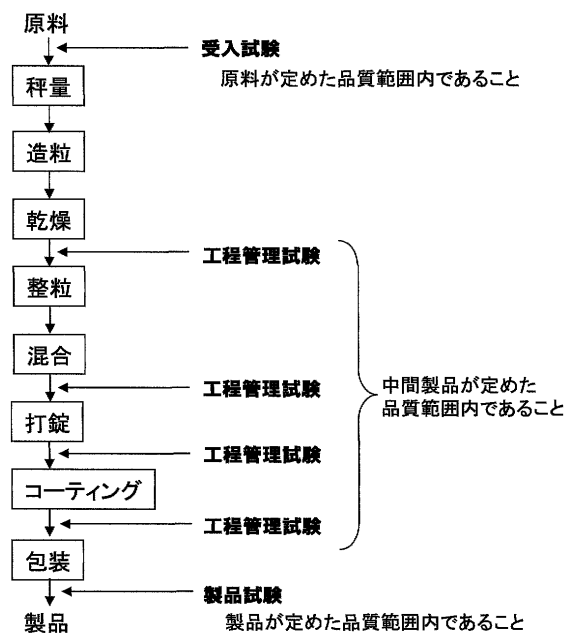 原料
受入試験
原料が定めた品質範囲内であること
秤量
造粒
乾燥
工程管理試験
整粒
混合
中間製品が定めた
品質範囲内であること
工程管理試験
打錠
工程管理試験
コーティング
工程管理試験
包装
製品試験
製品
製品が定めた品質範囲内であること